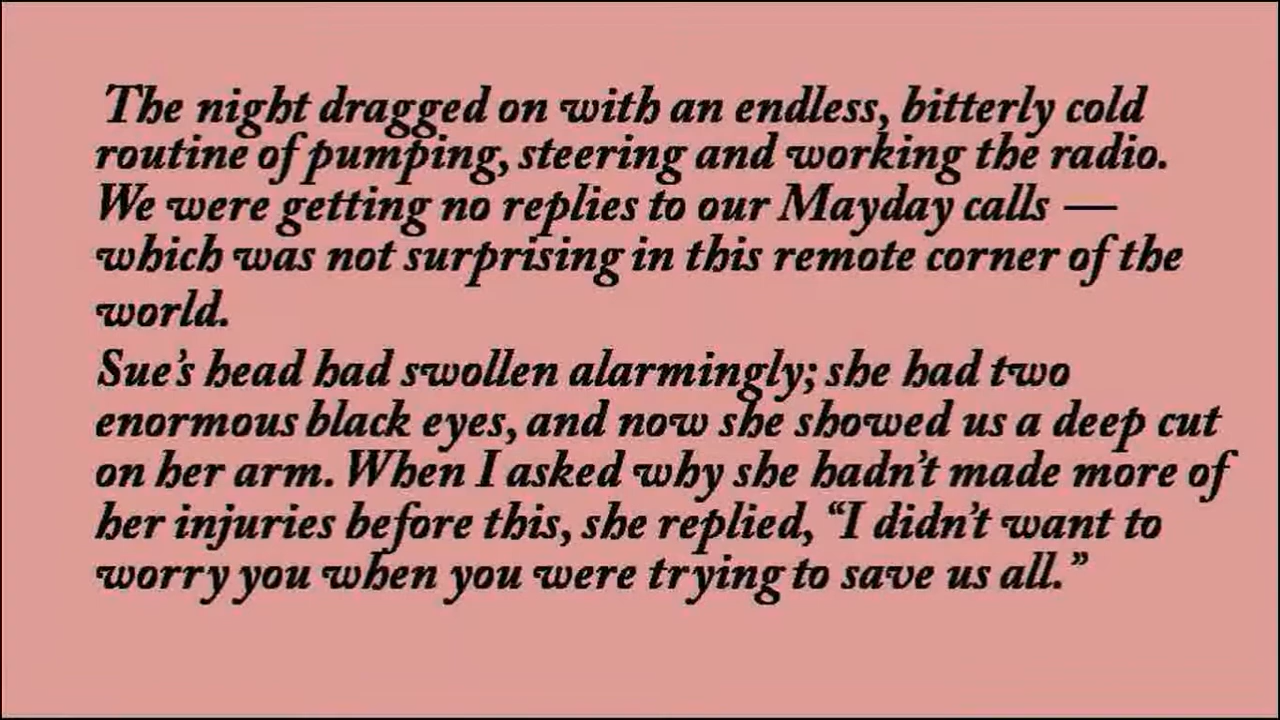 The night dragged on with an endless, bitterly cold
routine of pumping, steering and working the radio.
We were getting no replies to our Mayday calls —
which was not surprising in this remote corner of the
world.
Sue’s head had swollen alarmingly; she had two
enormous black eyes, and now she showed us a deep cut
on her arm. When I asked why she hadn’t made more of
her injuries before this, she replied, “I didn’t want to
worry you when you were trying to save us all.”